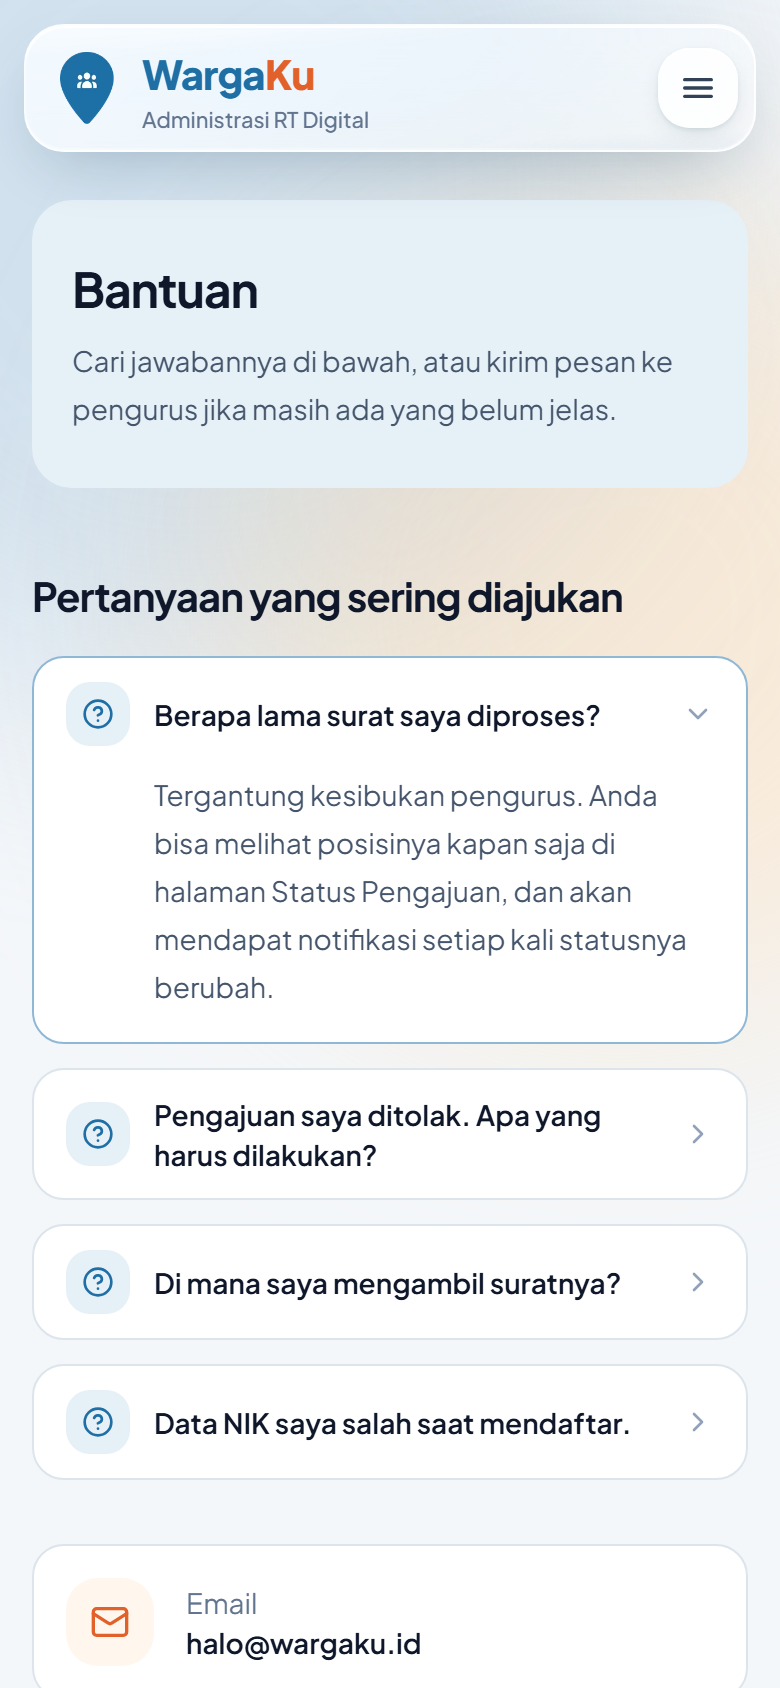 WargaKu
Administrasi RT Digital
Bantuan
Cari jawabannya di bawah, atau kirim pesan ke
pengurus jika masih ada yang belum jelas.
Pertanyaan yang sering diajukan
Berapa lama surat saya diproses?
Tergantung kesibukan pengurus. Anda
bisa melihat posisinya kapan saja di
halaman Status Pengajuan, dan akan
mendapat notifikasi setiap kali statusnya
berubah.
Pengajuan saya ditolak. Apa yang
harus dilakukan?
Di mana saya mengambil suratnya?
Data NIK saya salah saat mendaftar.
Email
halo@wargaku.id